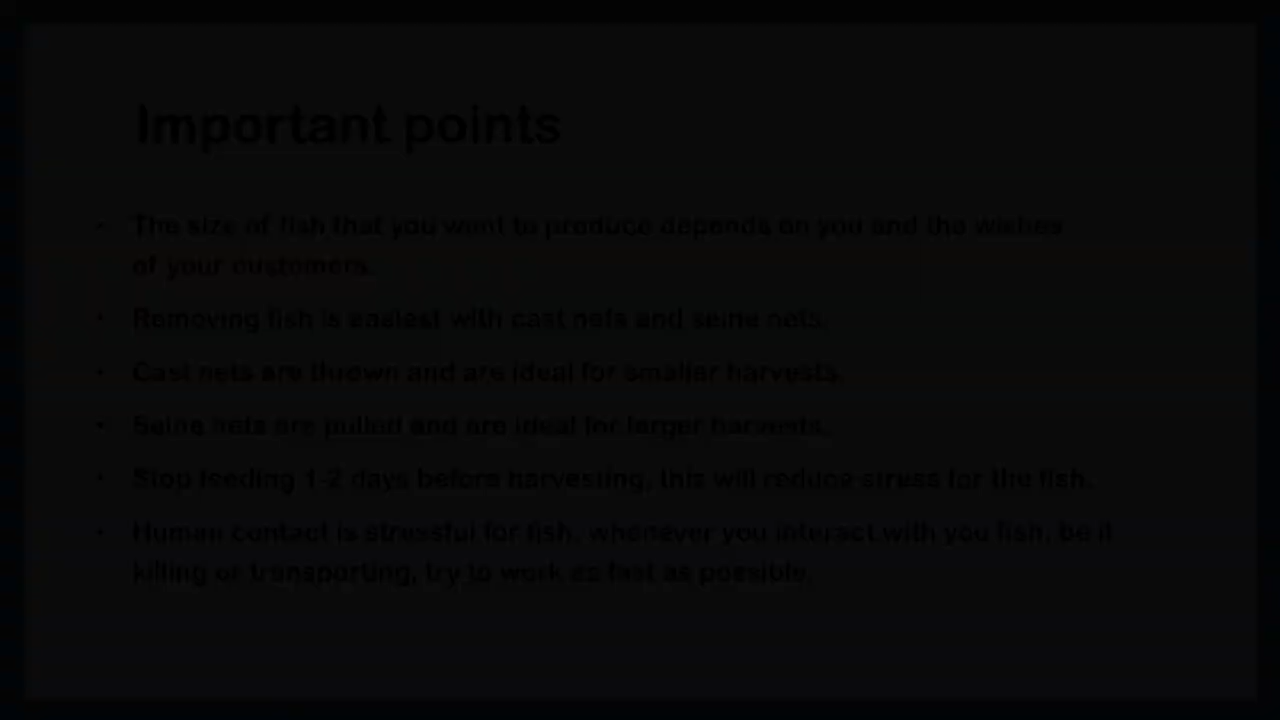 Important points
• The size of fish that you want to produce depends on you and the wishes
of your customers.
• Removing fish is easiest with cast nets and seine nets.
• Cast nets are thrown and are ideal for smaller harvests.
• Seine nets are pulled and are ideal for larger harvests.
• Stop feeding 1-2 days before harvesting, this will reduce stress for the fish.
• Human contact is stressful for fish, whenever you interact with you fish, be it
killing or transporting, try to work as fast as possible.